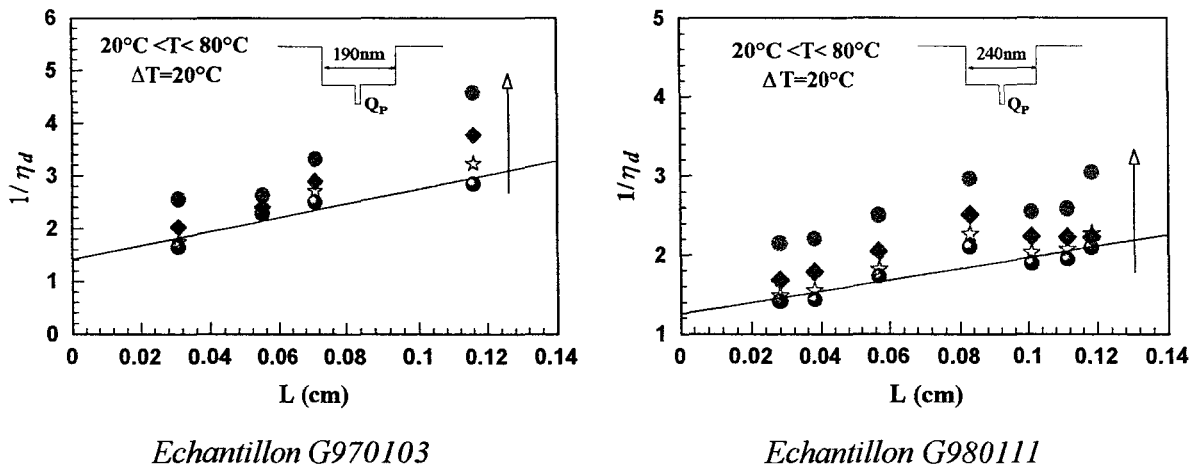 6
5
4
3
2
1
0
1/η_d
20°C <T< 80°C
ΔT=20°C
190nm
Q_P
0 0.02 0.04 0.06 0.08 0.1 0.12 0.14
L (cm)
Echantillon G970103
5
4
3
2
1
1/η_d
20°C <T< 80°C
ΔT=20°C
240nm
Q_P
0 0.02 0.04 0.06 0.08 0.1 0.12 0.14
L (cm)
Echantillon G980111